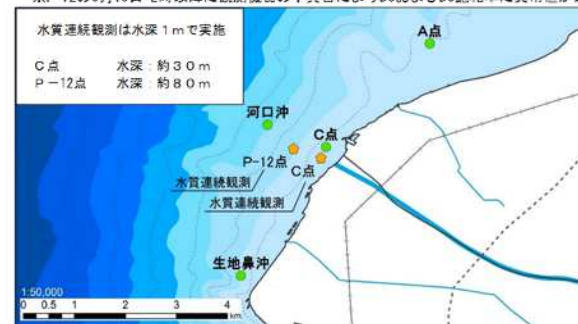 水質連続観測は水深1mで実施
C点 水深:約30m
P-12点 水深:約80m
A点
河口沖
C点
P-12点
C点
水質連続観測
水質連続観測
生地鼻沖
1:50,000
0 0.5 1 2 3 4
km